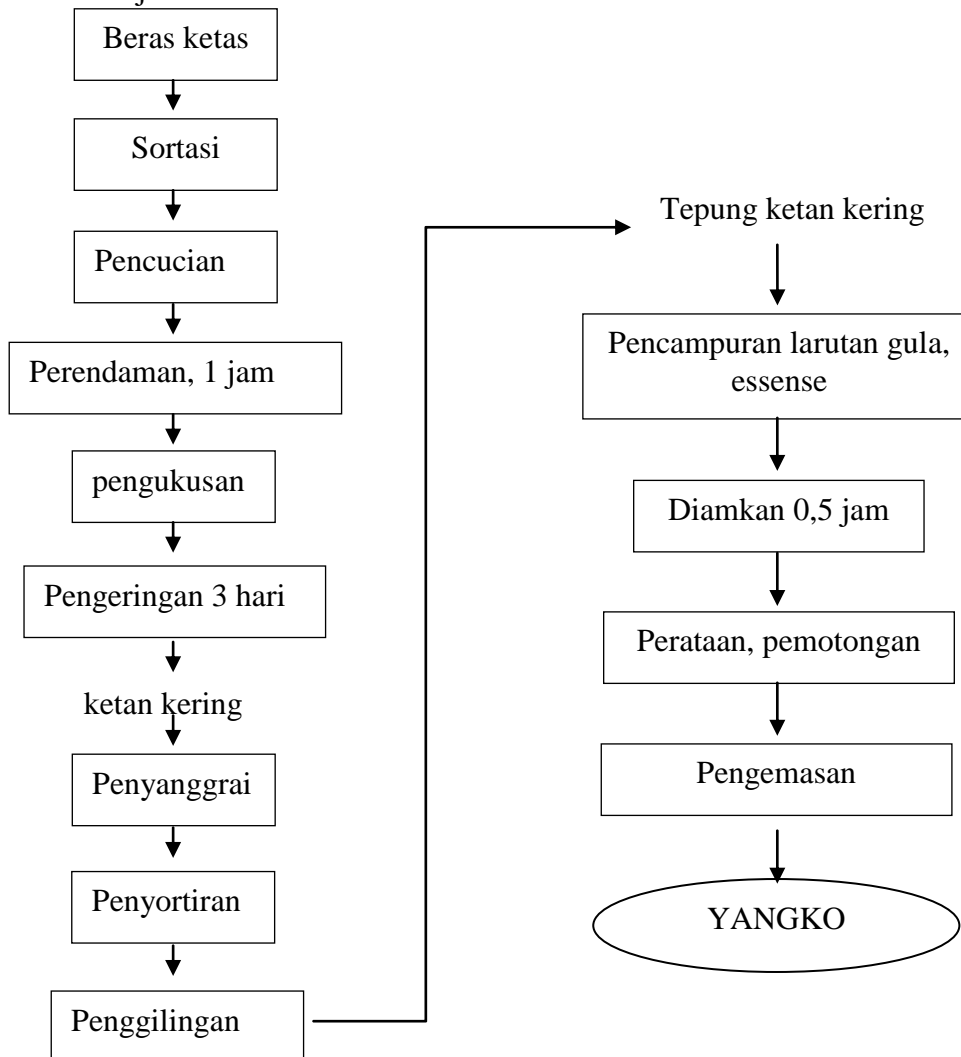 Beras ketas
Sortasi
Pencucian
Perendaman, 1 jam
pengukusan
Pengeringan 3 hari
ketan kering
Penyanggrai
Penyortiran
Penggilingan
Tepung ketan kering
Pencampuran larutan gula,
essense
Diamkan 0,5 jam
Perataan, pemotongan
Pengemasan
YANGKO